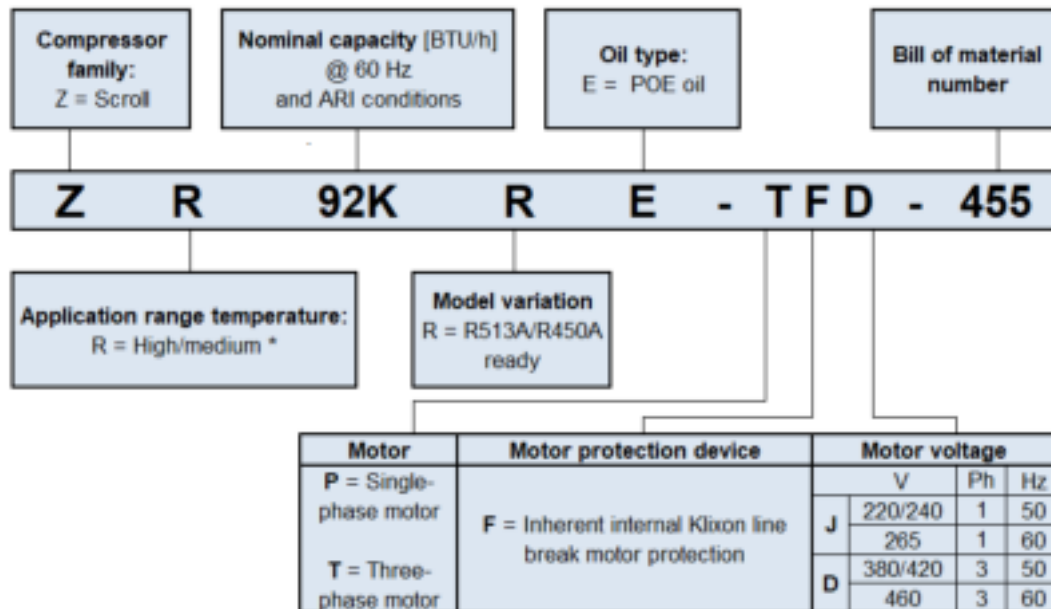 Compressor
family:
Z = Scroll
Nominal capacity [BTU/h]
@ 60 Hz
and ARI conditions
Oil type:
E = POE oil
Bill of material
number
Z R 92K R E - T F D - 455
Application range temperature:
R = High/medium *
Model variation
R = R513A/R450A
ready
Motor
P = Single-
phase motor
T = Three-
phase motor
Motor protection device
F = Inherent internal Klixon line
break motor protection
Motor voltage
V Ph Hz
J 220/240 1 50
265 1 60
D 380/420 3 50
460 3 60